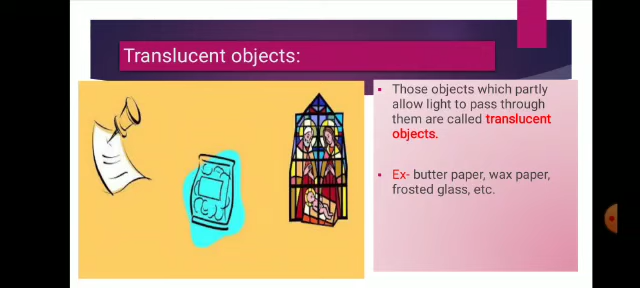 Translucent objects:
Those objects which partly
allow light to pass through
them are called translucent
objects.
Ex- butter paper, wax paper,
frosted glass, etc.